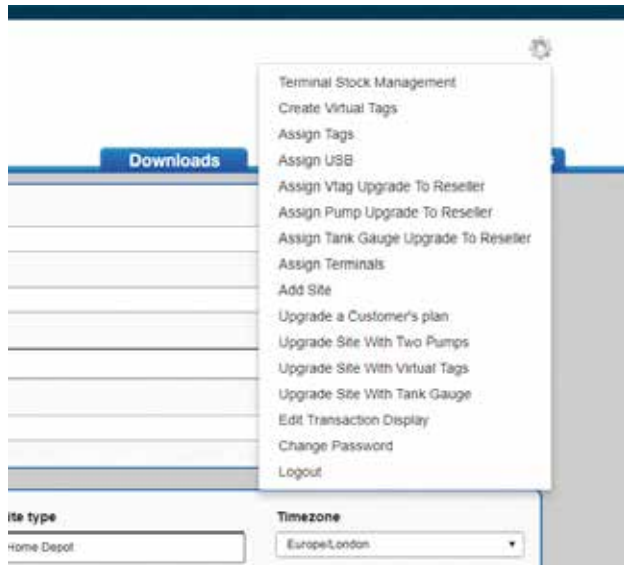 Terminal Stock Management
Create Virtual Tags
Assign Tags
Downloads
Assign USB
Assign Vtag Upgrade To Reseller
Assign Pump Upgrade To Reseller
Assign Tank Gauge Upgrade To Reseller
Assign Terminals
Add Site
Upgrade a Customer's plan
Upgrade Site With Two Pumps
Upgrade Site With Virtual Tags
Upgrade Site With Tank Gauge
Edit Transaction Display
Change Password
Logout
ite type
Timezone
Home Depot
Europe/London